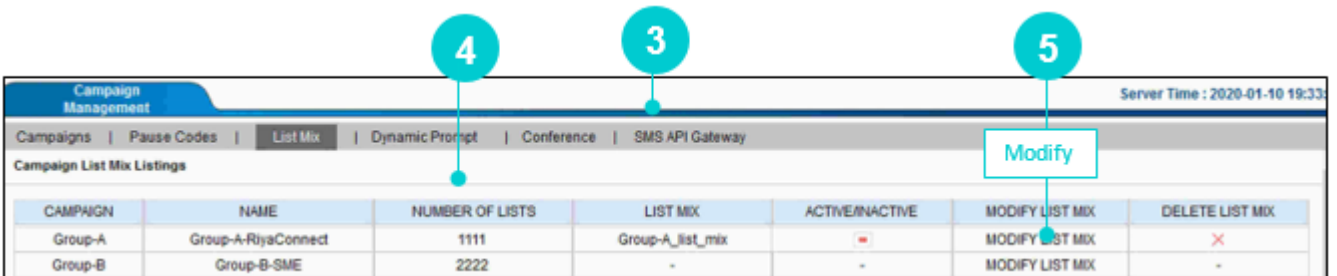 4 3 5
Campaign
Management
Server Time : 2020-01-10 19:33:
Campaigns | Pause Codes | List Mix | Dynamic Prompt | Conference | SMS API Gateway
Modify
Campaign List Mix Listings
CAMPAIGN NAME NUMBER OF LISTS LIST MIX ACTIVE/INACTIVE MODIFY LIST MIX DELETE LIST MIX
Group-A Group-A-RiyaConnect 1111 Group-A_list_mix MODIFY LIST MIX
Group-B Group-B-SME 2222 - - MODIFY LIST MIX -